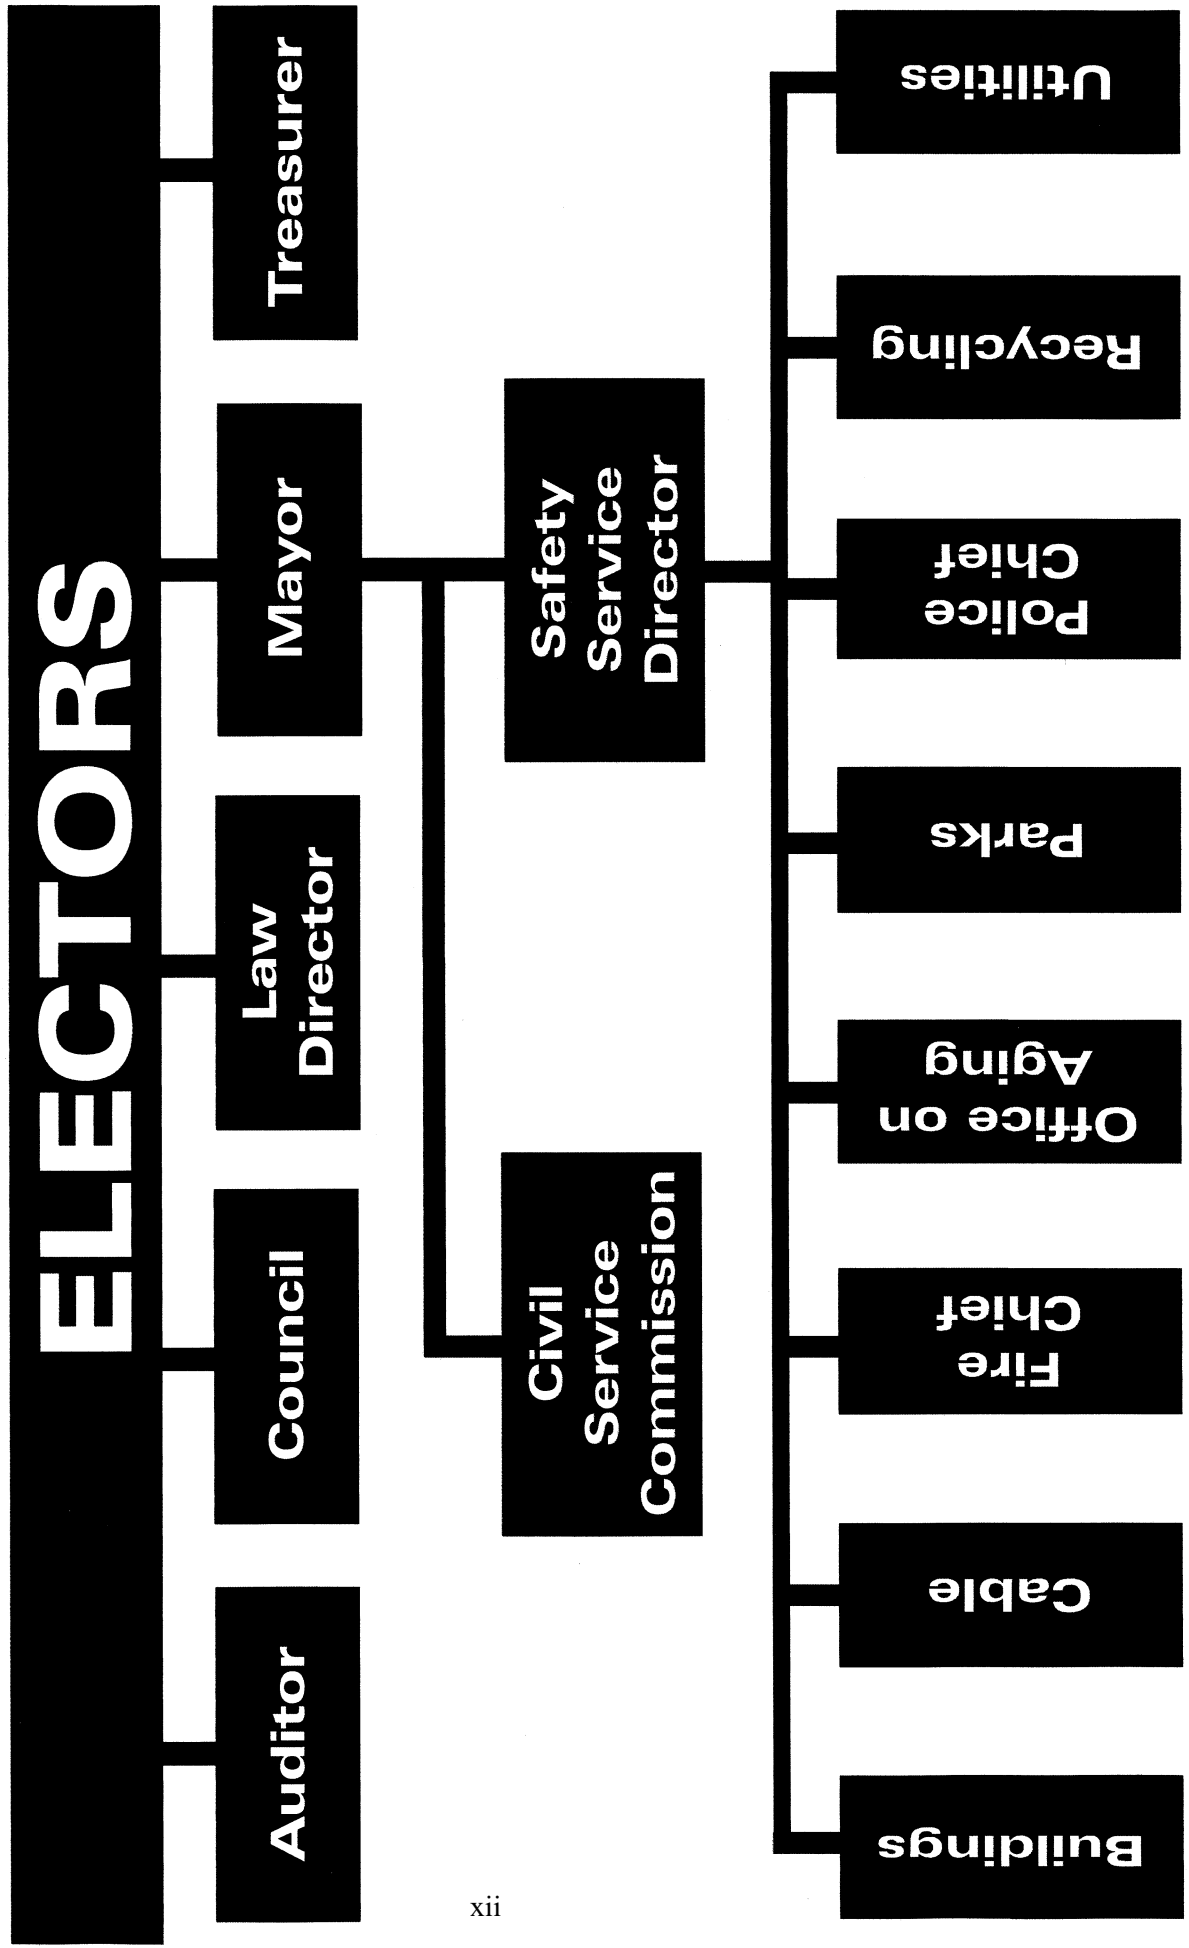 ELECTORS
Auditor
Council
Law
Director
Mayor
Treasurer
Civil
Service
Commission
Safety
Service
Director
Buildings
Cable
Fire
Chief
Office on
Aging
Parks
Police
Chief
Recycling
Utilities
xii